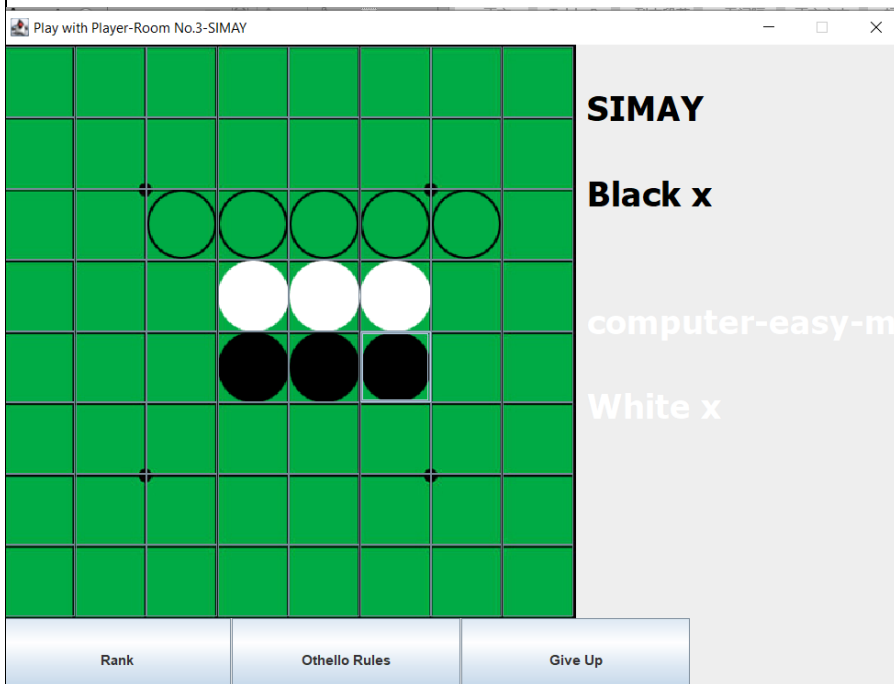 Play with Player-Room No.3-SIMAY
SIMAY
Black x
computer-easy-m
White x
Rank
Othello Rules
Give Up